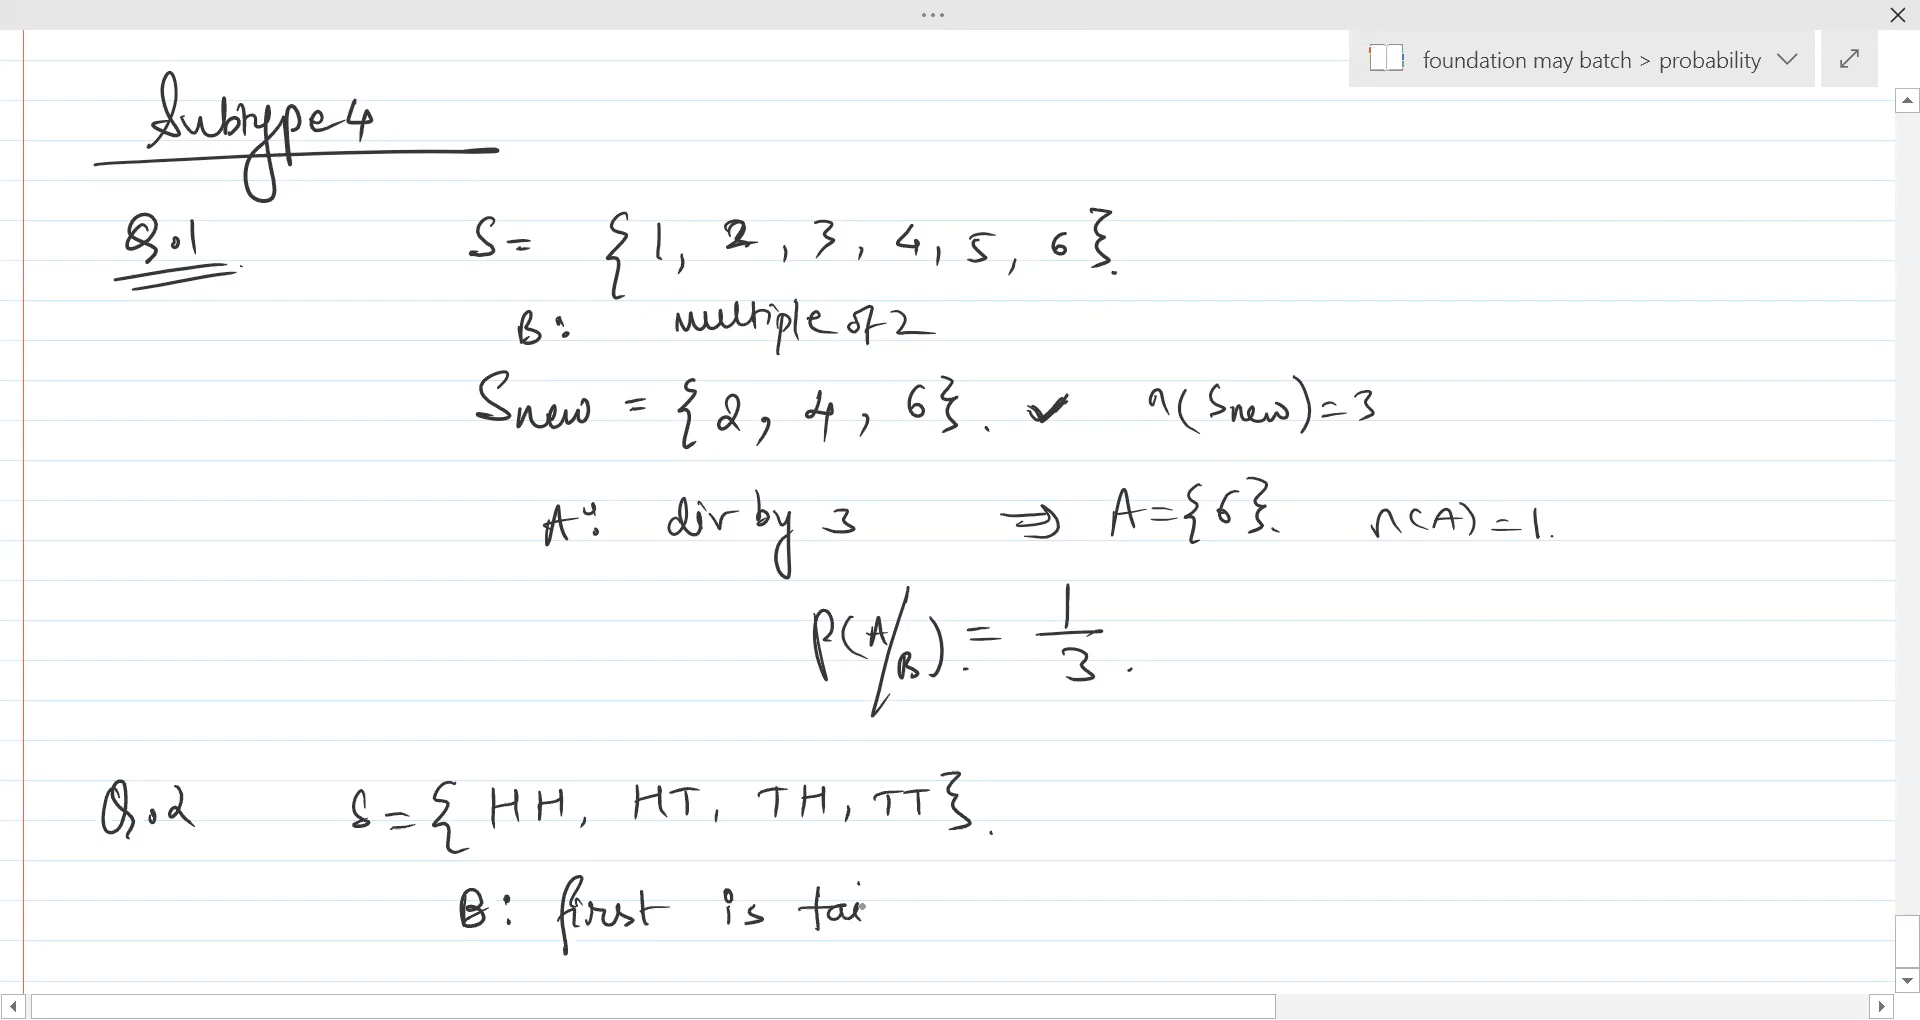 foundation may batch > probability
Subtype 4
Q.1 S = {1, 2, 3, 4, 5, 6}.
B: multiple of 2
Snew = {2, 4, 6}. ✓ n(Snew) = 3
A: div by 3 ⇒ A = {6}. n(A) = 1.
P(A/B) = 1/3.
Q.2 S = {HH, HT, TH, TT}.
B: first is tai